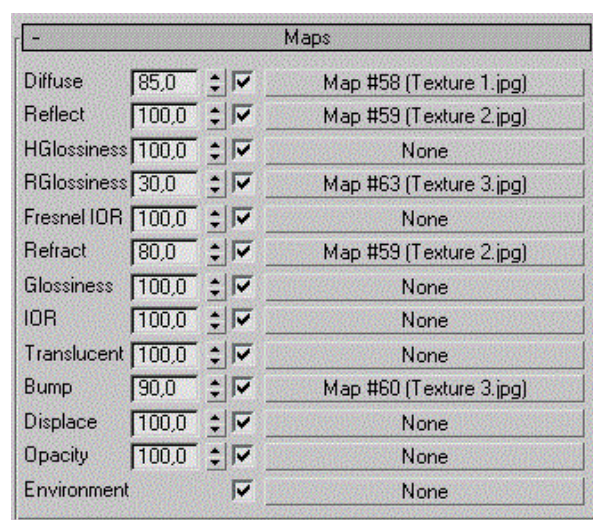 - Maps
Diffuse 85,0 Map #58 (Texture 1.jpg)
Reflect 100,0 Map #59 (Texture 2.jpg)
HGlossiness 100,0 None
RGlossiness 30,0 Map #63 (Texture 3.jpg)
Fresnel IOR 100,0 None
Refract 80,0 Map #59 (Texture 2.jpg)
Glossiness 100,0 None
IOR 100,0 None
Translucent 100,0 None
Bump 90,0 Map #60 (Texture 3.jpg)
Displace 100,0 None
Opacity 100,0 None
Environment None